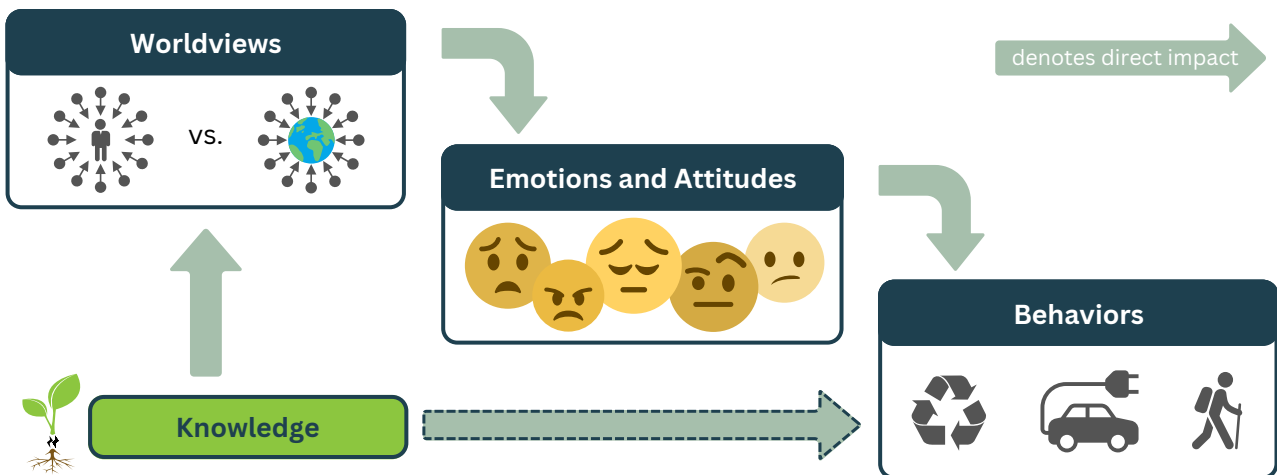 Worldviews
denotes direct impact
vs.
Emotions and Attitudes
Behaviors
Knowledge